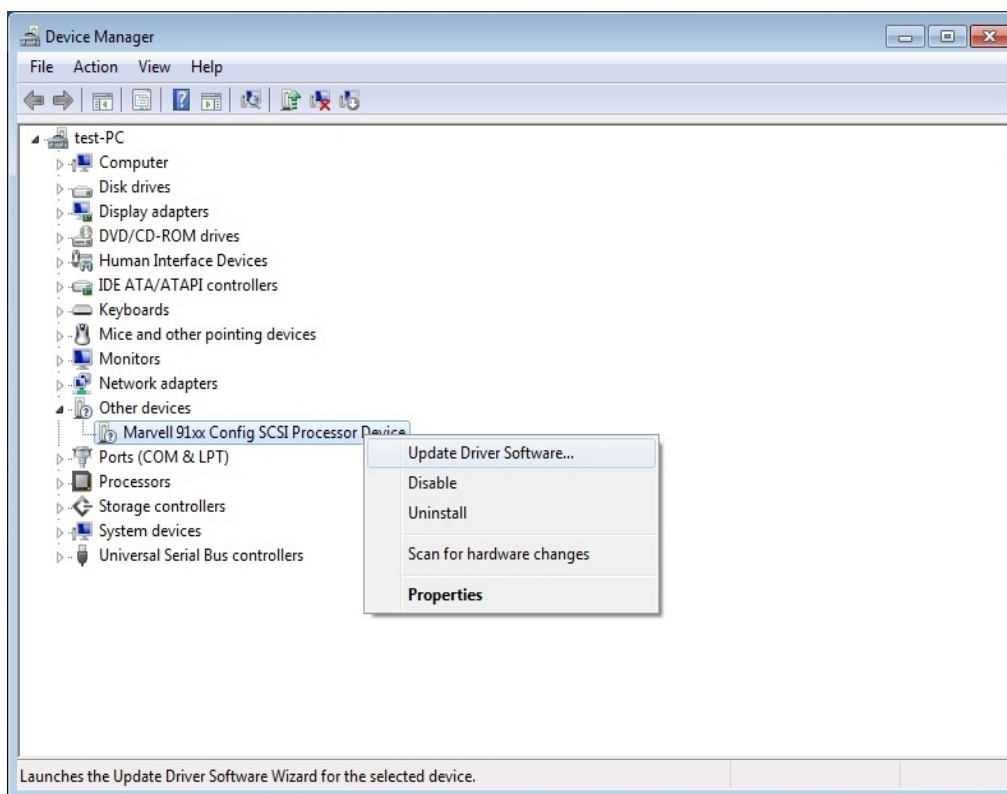 Device Manager
File Action View Help
test-PC
Computer
Disk drives
Display adapters
DVD/CD-ROM drives
Human Interface Devices
IDE ATA/ATAPI controllers
Keyboards
Mice and other pointing devices
Monitors
Network adapters
Other devices
Marvell 91xx Config SCSI Processor Device
Ports (COM & LPT)
Processors
Storage controllers
System devices
Universal Serial Bus controllers
Update Driver Software...
Disable
Uninstall
Scan for hardware changes
Properties
Launches the Update Driver Software Wizard for the selected device.